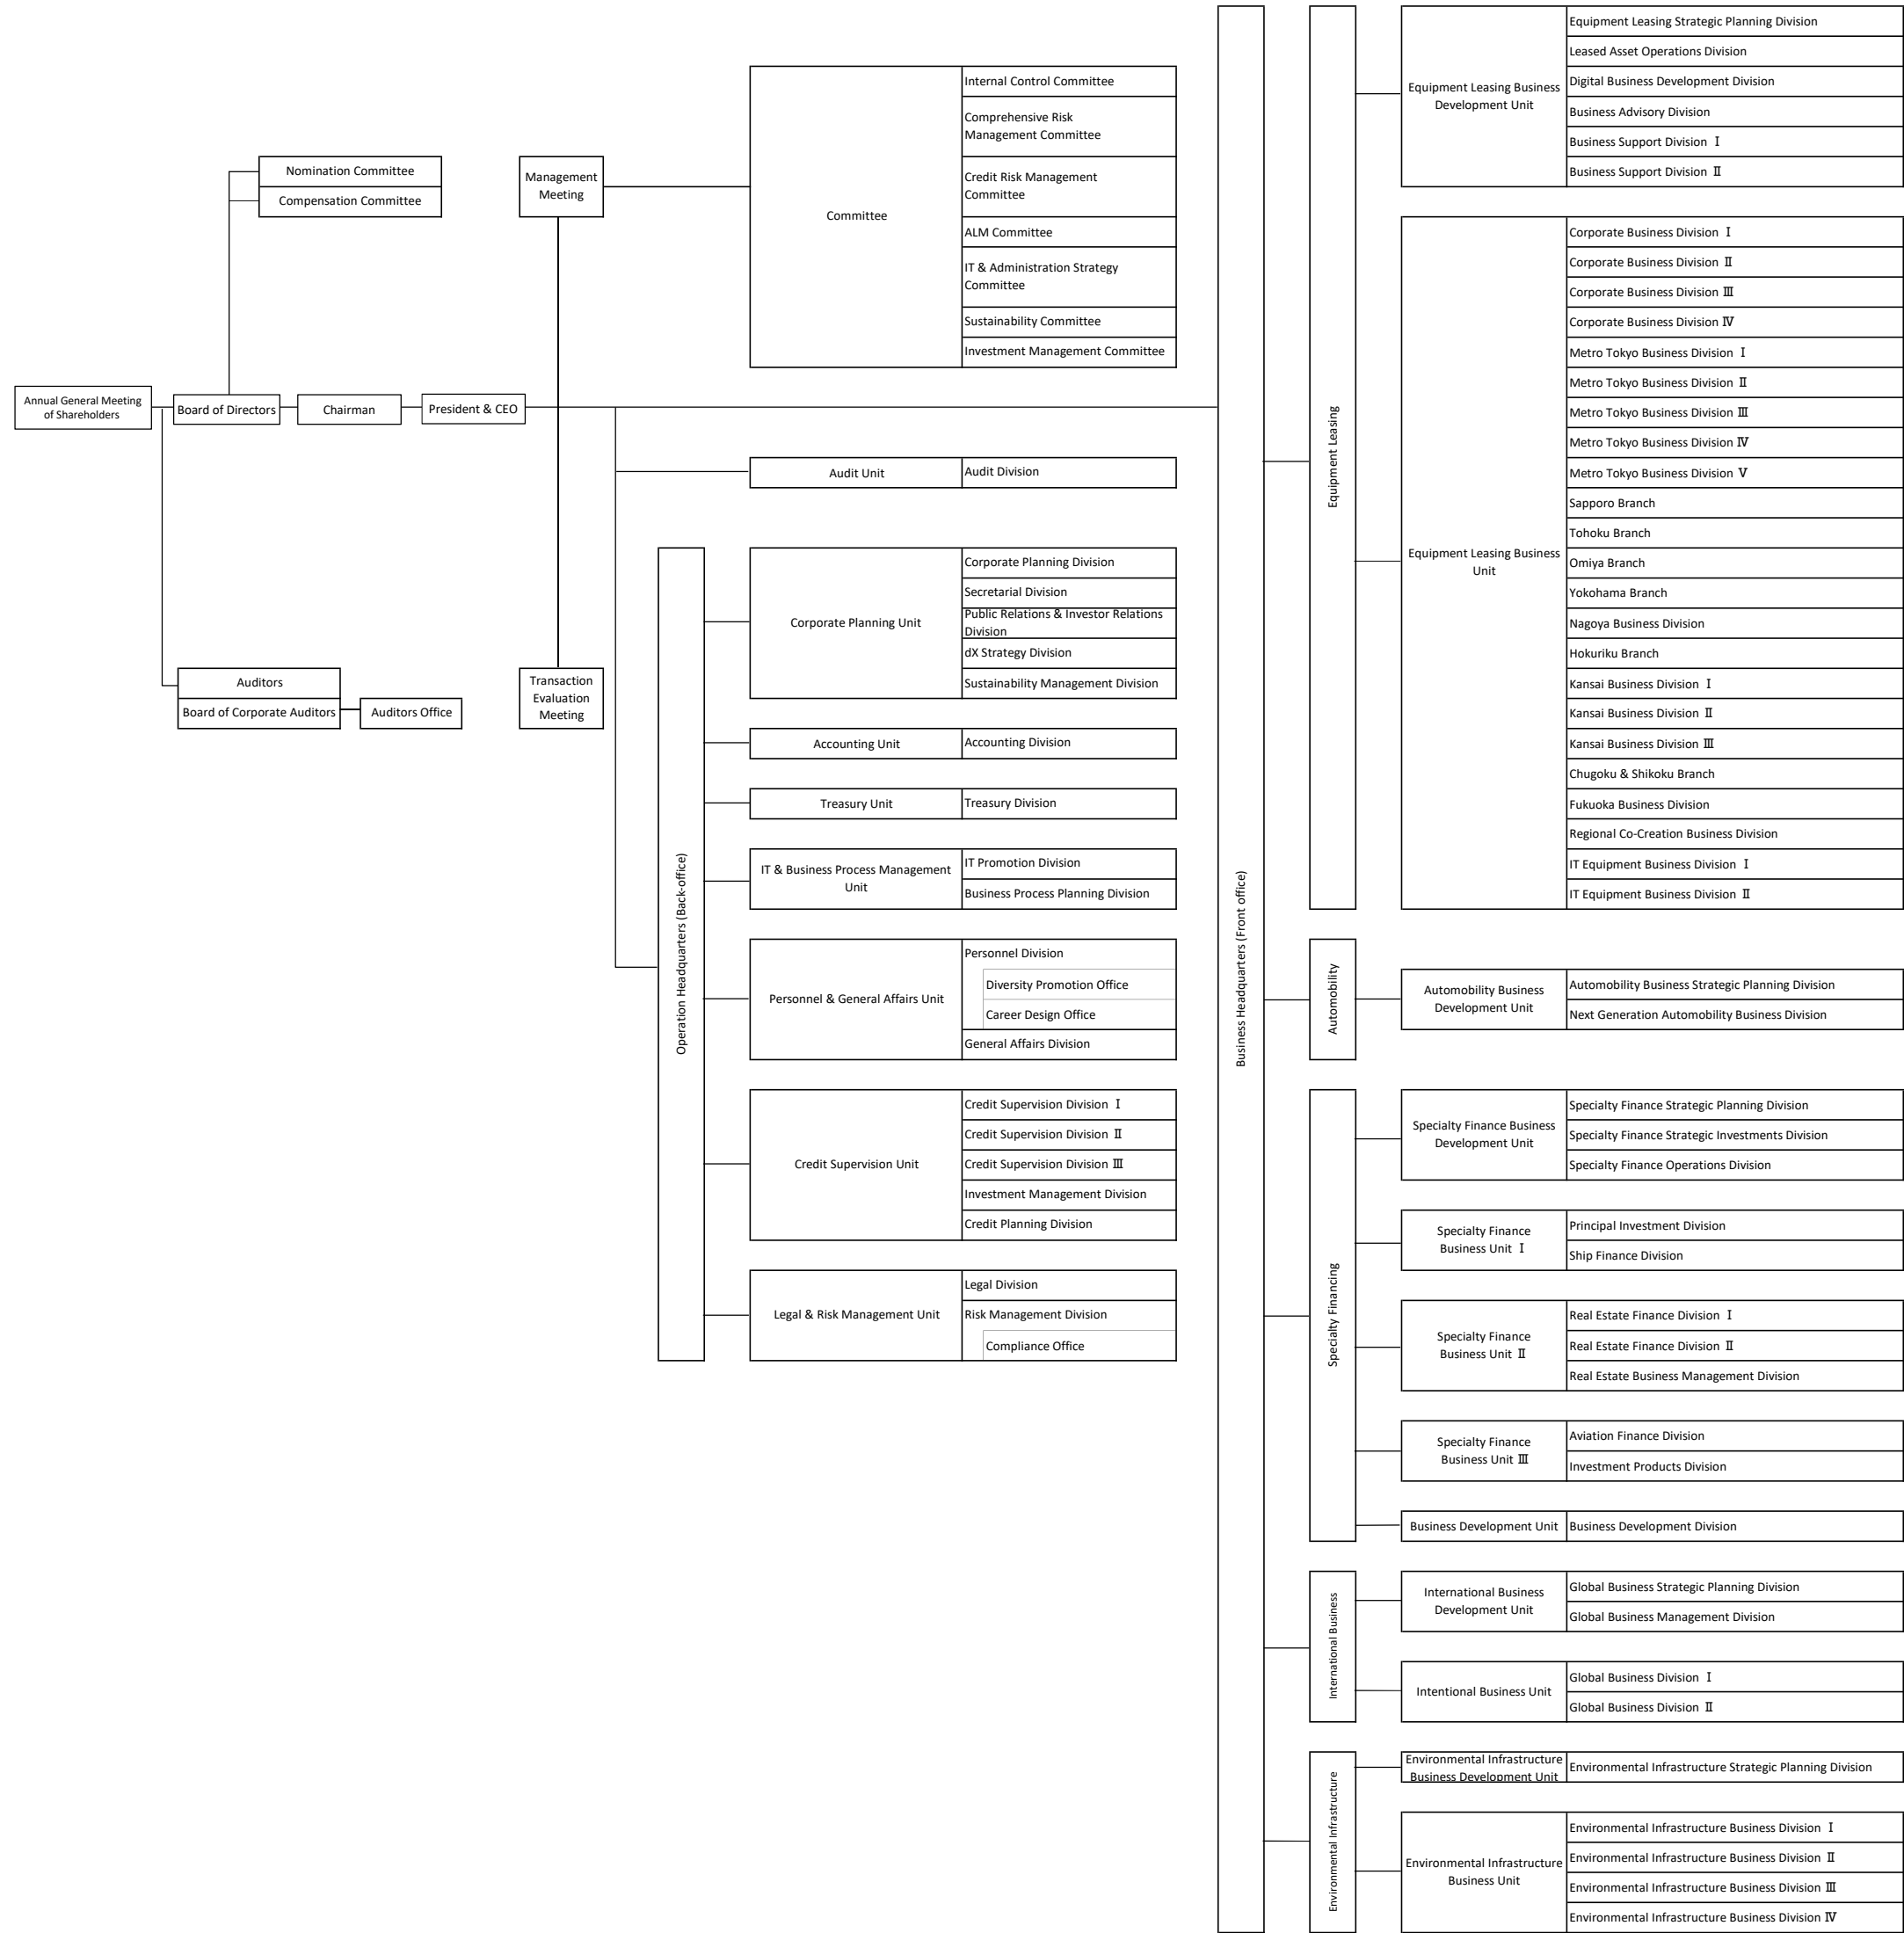 Annual General Meeting
of Shareholders
Board of Directors
Chairman
President & CEO
Nomination Committee
Compensation Committee
Auditors
Board of Corporate Auditors
Auditors Office
Management
Meeting
Transaction
Evaluation
Meeting
Committee
Internal Control Committee
Comprehensive Risk
Management Committee
Credit Risk Management
Committee
ALM Committee
IT & Administration Strategy
Committee
Sustainability Committee
Investment Management Committee
Audit Unit
Audit Division
Operation Headquarters (Back-office)
Corporate Planning Unit
Corporate Planning Division
Secretarial Division
Public Relations & Investor Relations
Division
dX Strategy Division
Sustainability Management Division
Accounting Unit
Accounting Division
Treasury Unit
Treasury Division
IT & Business Process Management
Unit
IT Promotion Division
Business Process Planning Division
Personnel & General Affairs Unit
Personnel Division
Diversity Promotion Office
Career Design Office
General Affairs Division
Credit Supervision Unit
Credit Supervision Division Ⅰ
Credit Supervision Division Ⅱ
Credit Supervision Division Ⅲ
Investment Management Division
Credit Planning Division
Legal & Risk Management Unit
Legal Division
Risk Management Division
Compliance Office
Business Headquarters (Front office)
Equipment Leasing
Equipment Leasing Business
Development Unit
Equipment Leasing Strategic Planning Division
Leased Asset Operations Division
Digital Business Development Division
Business Advisory Division
Business Support Division Ⅰ
Business Support Division Ⅱ
Equipment Leasing Business
Unit
Corporate Business Division Ⅰ
Corporate Business Division Ⅱ
Corporate Business Division Ⅲ
Corporate Business Division Ⅳ
Metro Tokyo Business Division Ⅰ
Metro Tokyo Business Division Ⅱ
Metro Tokyo Business Division Ⅲ
Metro Tokyo Business Division Ⅳ
Metro Tokyo Business Division Ⅴ
Sapporo Branch
Tohoku Branch
Omiya Branch
Yokohama Branch
Nagoya Business Division
Hokuriku Branch
Kansai Business Division Ⅰ
Kansai Business Division Ⅱ
Kansai Business Division Ⅲ
Chugoku & Shikoku Branch
Fukuoka Business Division
Regional Co-Creation Business Division
IT Equipment Business Division Ⅰ
IT Equipment Business Division Ⅱ
Automobility
Automobility Business
Development Unit
Automobility Business Strategic Planning Division
Next Generation Automobility Business Division
Specialty Financing
Specialty Finance Business
Development Unit
Specialty Finance Strategic Planning Division
Specialty Finance Strategic Investments Division
Specialty Finance Operations Division
Specialty Finance
Business Unit Ⅰ
Principal Investment Division
Ship Finance Division
Specialty Finance
Business Unit Ⅱ
Real Estate Finance Division Ⅰ
Real Estate Finance Division Ⅱ
Real Estate Business Management Division
Specialty Finance
Business Unit Ⅲ
Aviation Finance Division
Investment Products Division
Business Development Unit
Business Development Division
International Business
International Business
Development Unit
Global Business Strategic Planning Division
Global Business Management Division
Intentional Business Unit
Global Business Division Ⅰ
Global Business Division Ⅱ
Environmental Infrastructure
Environmental Infrastructure
Business Development Unit
Environmental Infrastructure Strategic Planning Division
Environmental Infrastructure
Business Unit
Environmental Infrastructure Business Division Ⅰ
Environmental Infrastructure Business Division Ⅱ
Environmental Infrastructure Business Division Ⅲ
Environmental Infrastructure Business Division Ⅳ